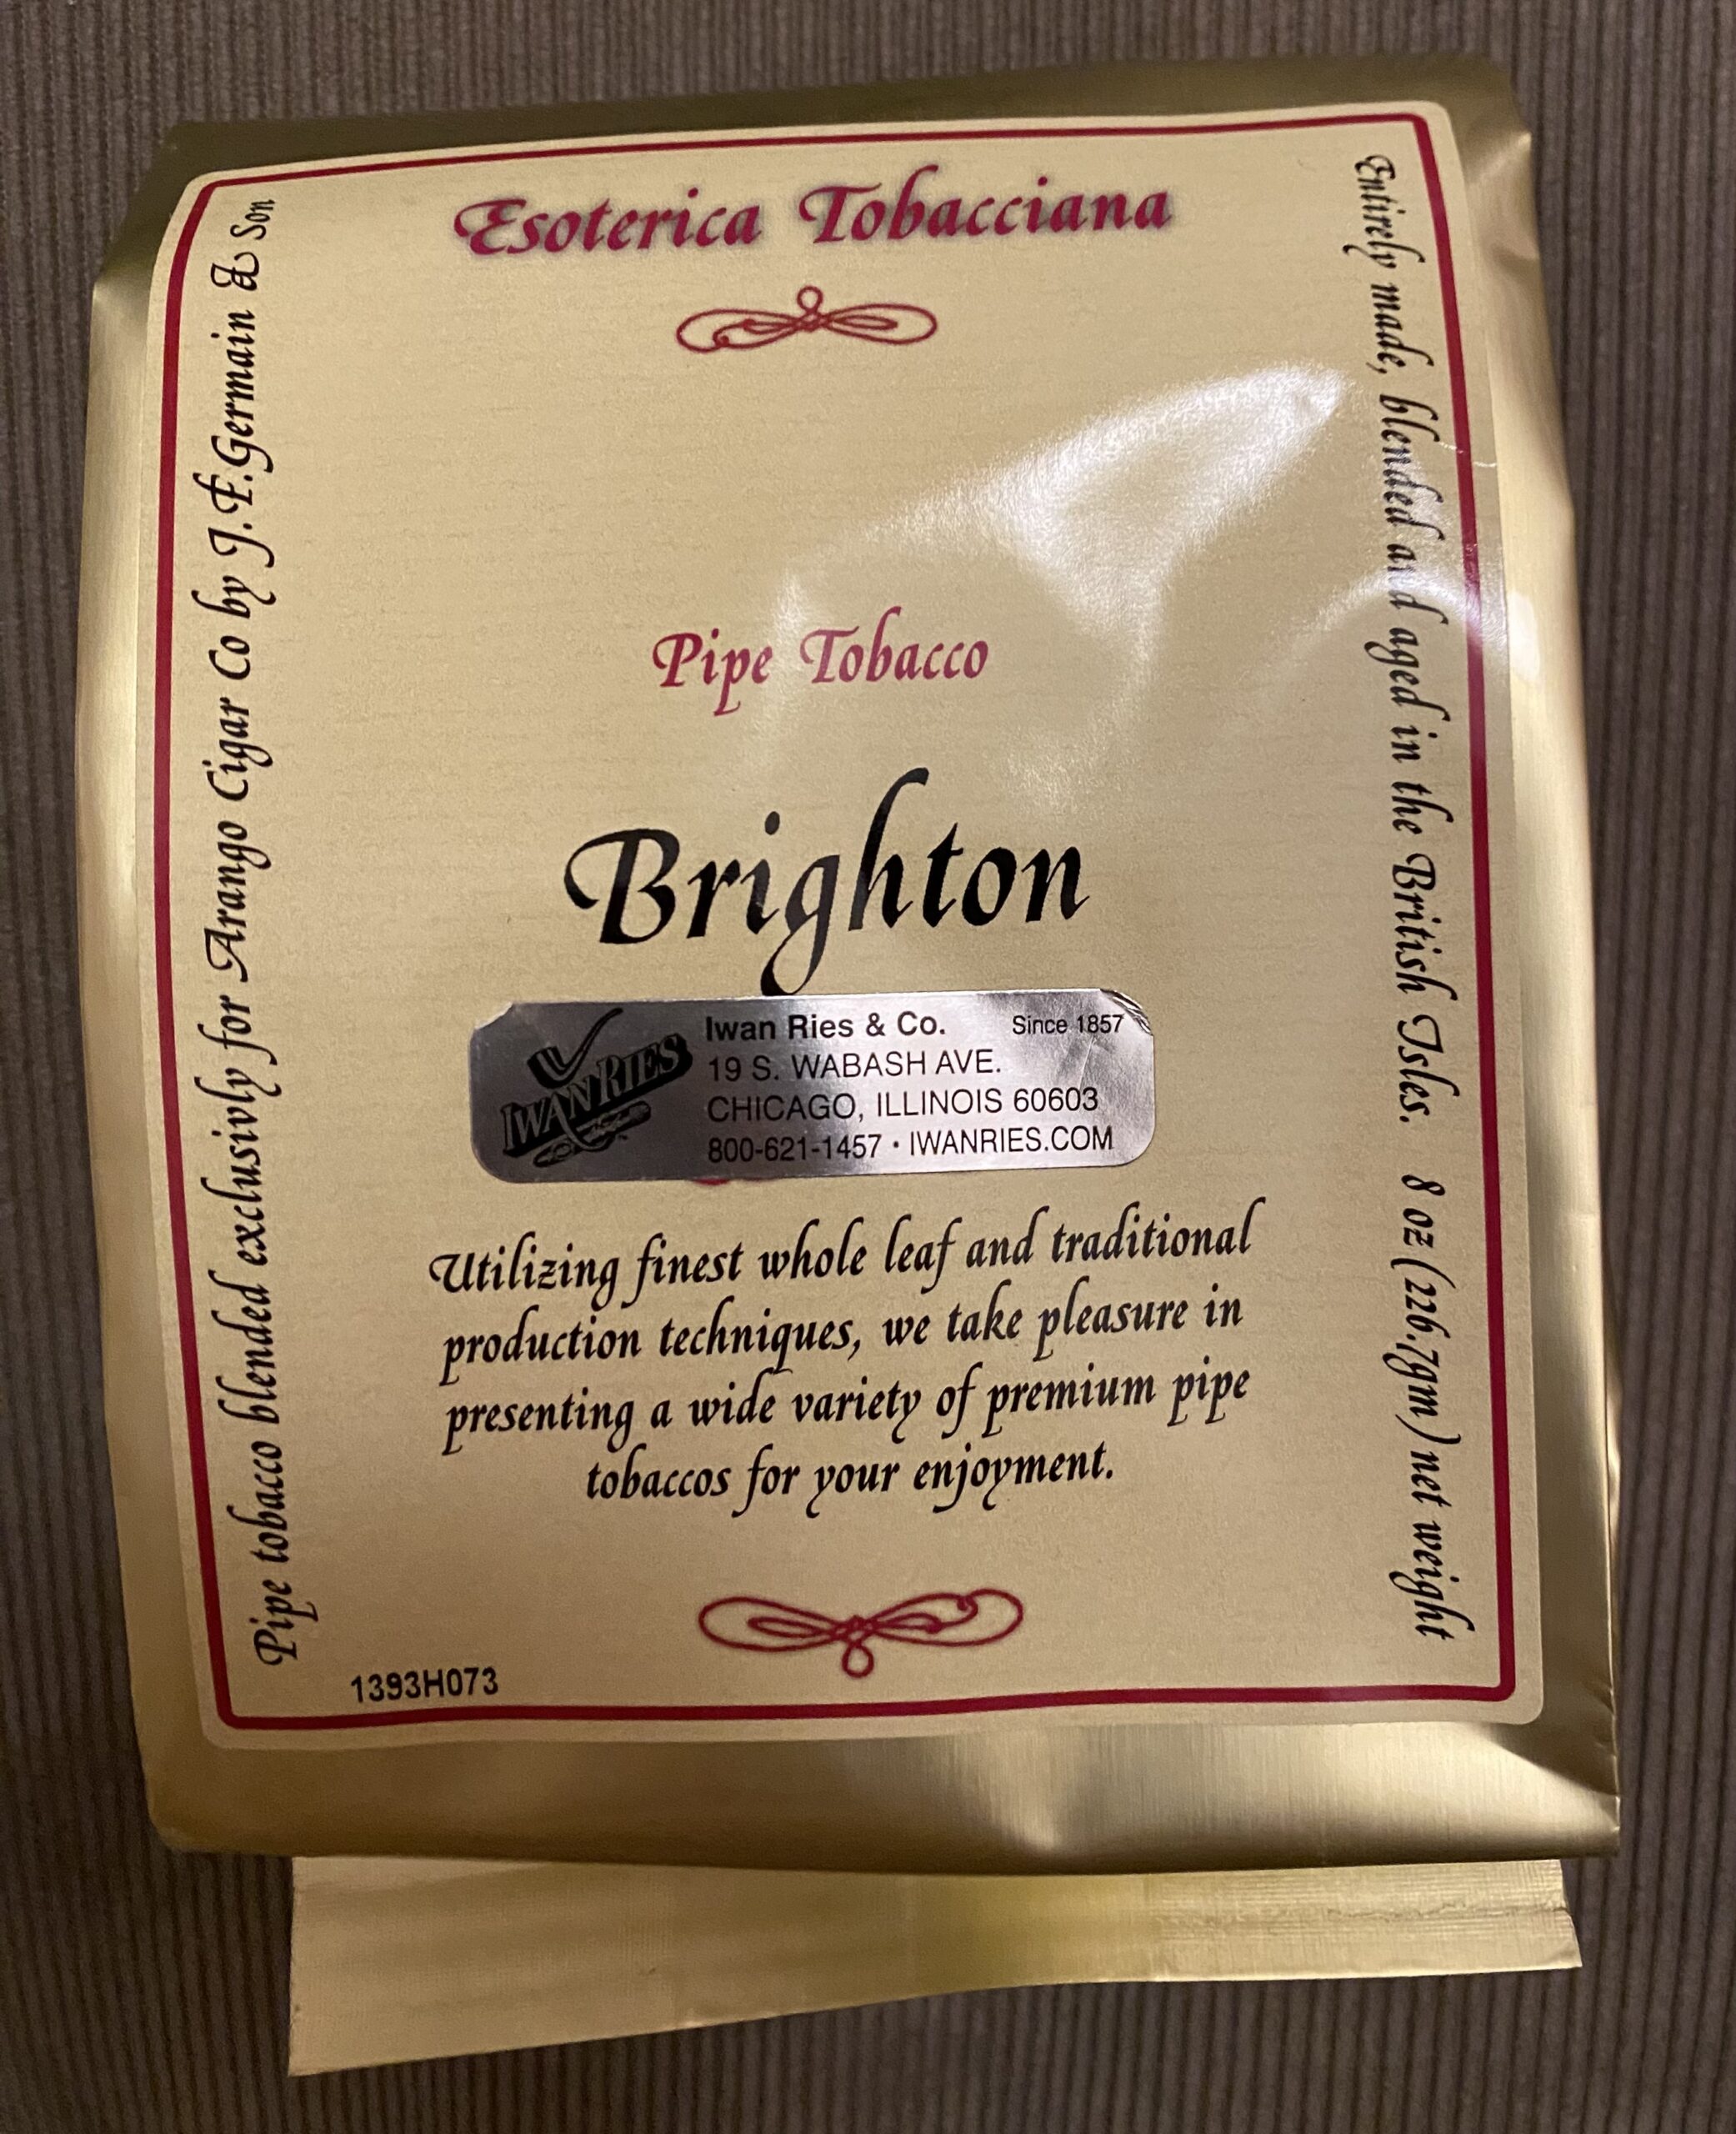 Esoterica Tobacciana
Pipe Tobacco
Brighton
IWAN RIES
Iwan Ries & Co. Since 1857
19 S. WABASH AVE.
CHICAGO, ILLINOIS 60603
800-621-1457 • IWANRIES.COM
Utilizing finest whole leaf and traditional
production techniques, we take pleasure in
presenting a wide variety of premium pipe
tobaccos for your enjoyment.
1393H073
Pipe tobacco blended exclusivly for Arango Cigar Co by J.F.Germain & Son
Entirely made, blended and aged in the British Isles. 8 oz (226,7gm) net weight